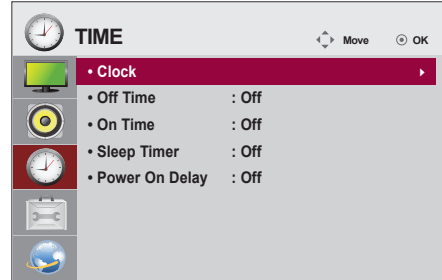 TIME Move OK
• Clock
• Off Time : Off
• On Time : Off
• Sleep Timer : Off
• Power On Delay : Off